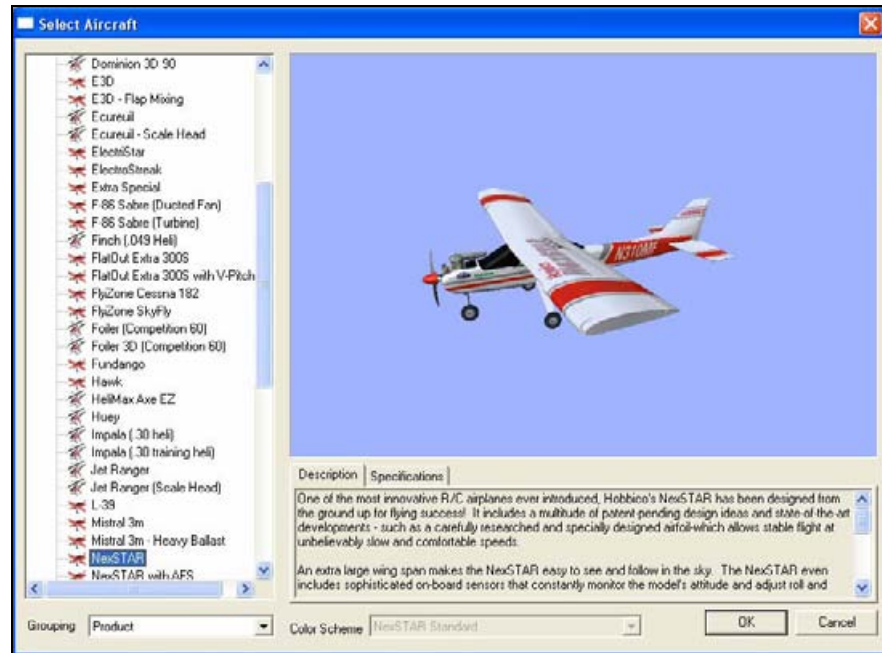 Select Aircraft
Dominion 3D 90
E3D
E3D - Flap Mixing
Ecureuil
Ecureuil - Scale Head
ElectriStar
ElectroStreak
Extra Special
F-86 Sabre (Ducted Fan)
F-86 Sabre (Turbine)
Finch (.049 Heli)
FlatOut Extra 300S
FlatOut Extra 300S with V-Pitch
FlyZone Cessna 182
FlyZone SkyFly
Foiler (Competition 60)
Foiler 3D (Competition 60)
Fundango
Hawk
HeliMax Axe EZ
Huey
Impala (.30 heli)
Impala (.30 training heli)
Jet Ranger
Jet Ranger (Scale Head)
L-39
Mistral 3m
Mistral 3m - Heavy Ballast
NexSTAR
NexSTAR with AFS
N310MF
Description
Specifications
One of the most innovative R/C airplanes ever introduced, Hobbico's NexSTAR has been designed from
the ground up for flying success! It includes a multitude of patent-pending design ideas and state-of-the-art
developments - such as a carefully researched and specially designed airfoil-which allows stable flight at
unbelievably slow and comfortable speeds.
An extra large wing span makes the NexSTAR easy to see and follow in the sky. The NexSTAR even
includes sophisticated on-board sensors that constantly monitor the model's attitude and adjust roll and
Grouping
Product
Color Scheme
NexSTAR Standard
OK
Cancel